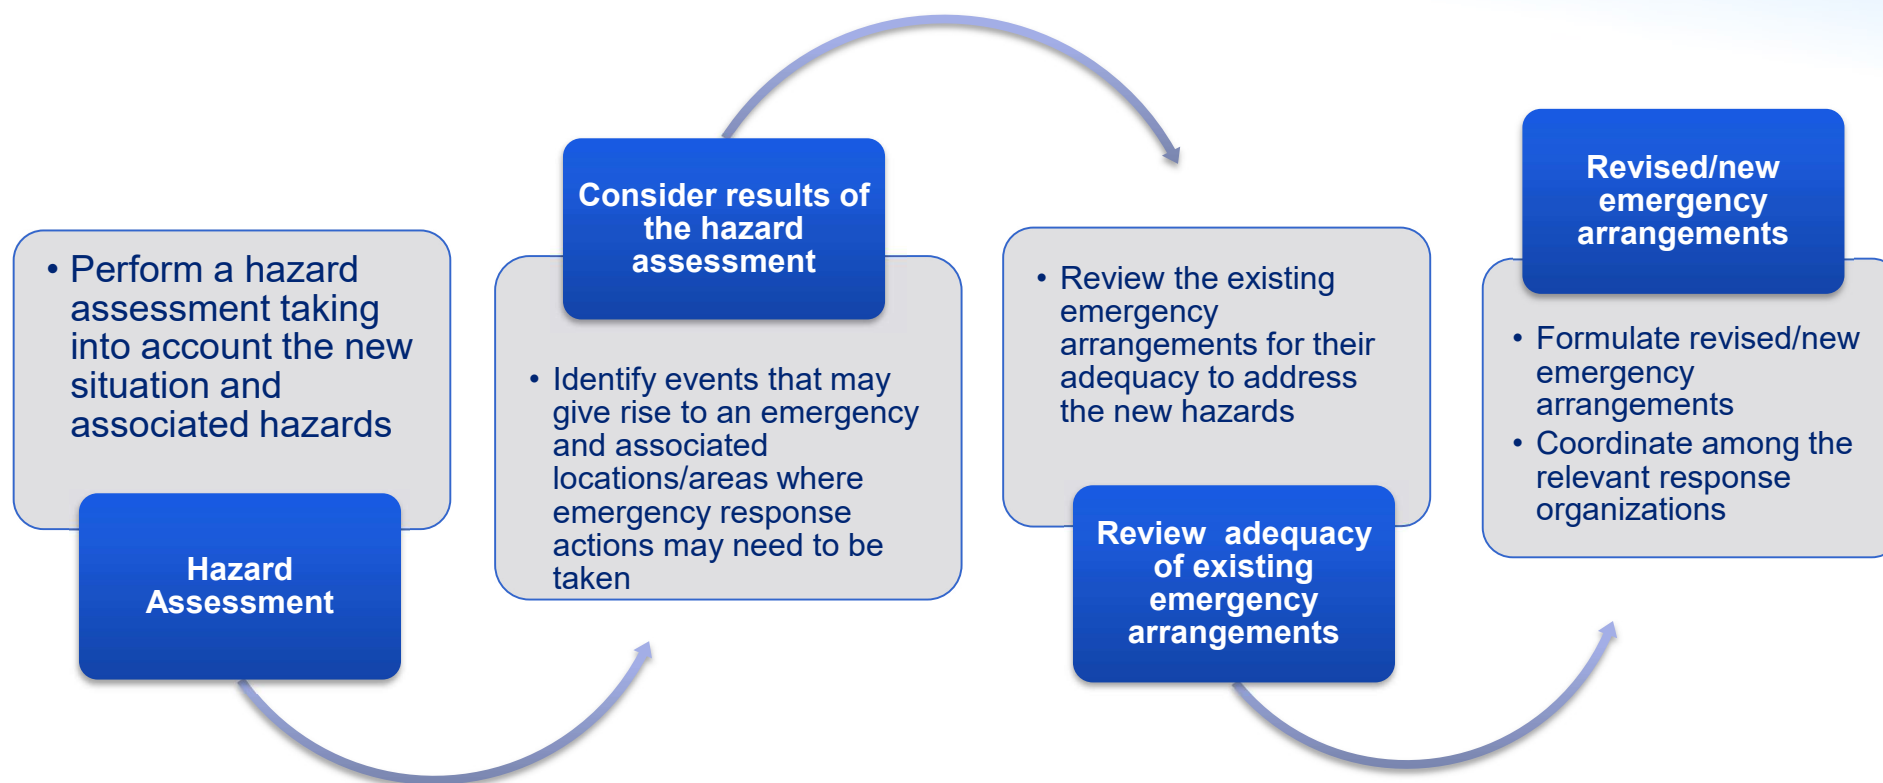 • Perform a hazard
assessment taking
into account the new
situation and
associated hazards
Hazard
Assessment
Consider results of
the hazard
assessment
• Identify events that may
give rise to an emergency
and associated
locations/areas where
emergency response
actions may need to be
taken
• Review the existing
emergency
arrangements for their
adequacy to address
the new hazards
Review  adequacy
of existing
emergency
arrangements
Revised/new
emergency
arrangements
• Formulate revised/new
emergency
arrangements
• Coordinate among the
relevant response
organizations